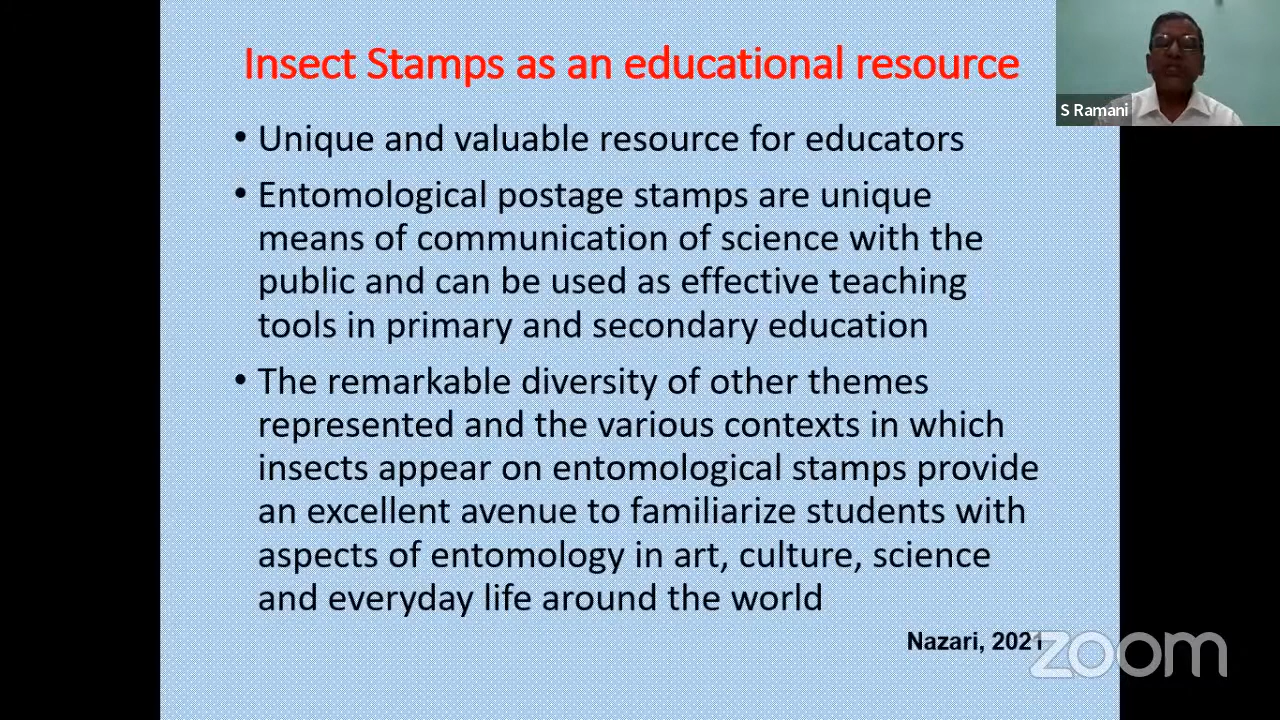 Insect Stamps as an educational resource
S Ramani
• Unique and valuable resource for educators
• Entomological postage stamps are unique
means of communication of science with the
public and can be used as effective teaching
tools in primary and secondary education
• The remarkable diversity of other themes
represented and the various contexts in which
insects appear on entomological stamps provide
an excellent avenue to familiarize students with
aspects of entomology in art, culture, science
and everyday life around the world
Nazari, 2021
zoom